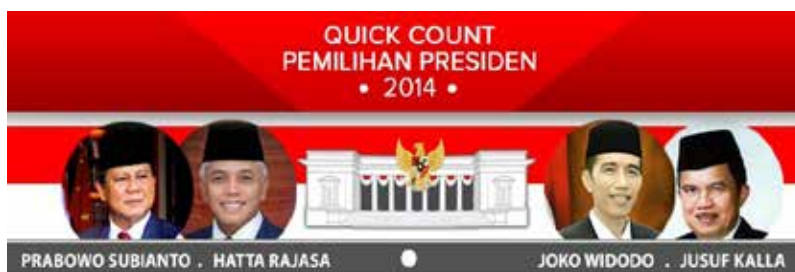 QUICK COUNT
PEMILIHAN PRESIDEN
• 2014 •
PRABOWO SUBIANTO . HATTA RAJASA
JOKO WIDODO . JUSUF KALLA